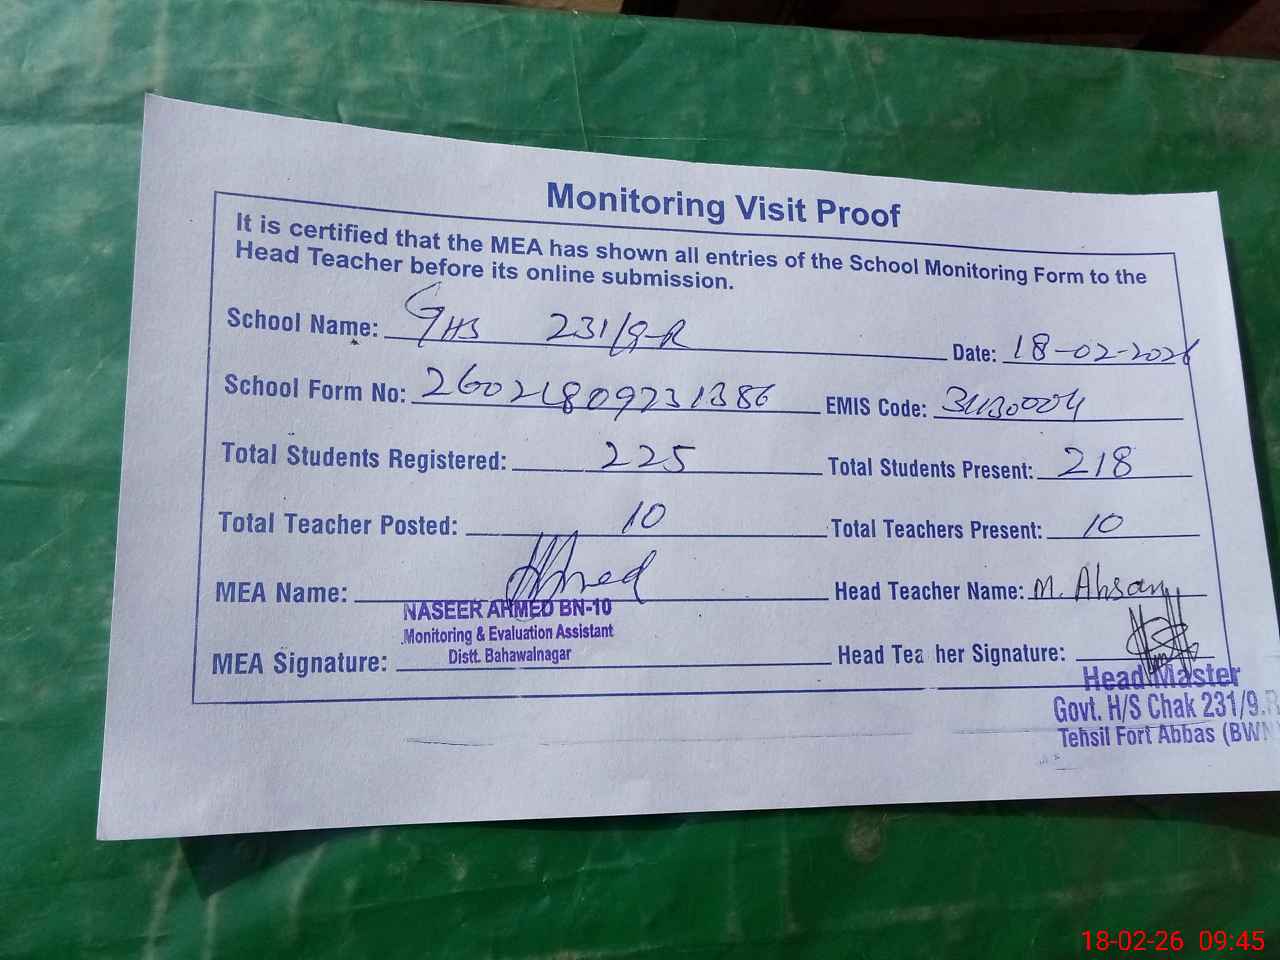 Monitoring Visit Proof
It is certified that the MEA has shown all entries of the School Monitoring Form to the
Head Teacher before its online submission.
School Name: GHS 231/9-R
Date: 18-02-2026
School Form No: 26021809231386
EMIS Code: 31130004
Total Students Registered: 225
Total Students Present: 218
Total Teacher Posted: 10
Total Teachers Present: 10
MEA Name: Ahmed
Head Teacher Name: M. Ahsan
NASEER AHMED BN-10
Monitoring & Evaluation Assistant
Distt. Bahawalnagar
MEA Signature:
Head Tea her Signature:
Head Master
Govt. H/S Chak 231/9.R
Tehsil Fort Abbas (BWN
18-02-26 09:45